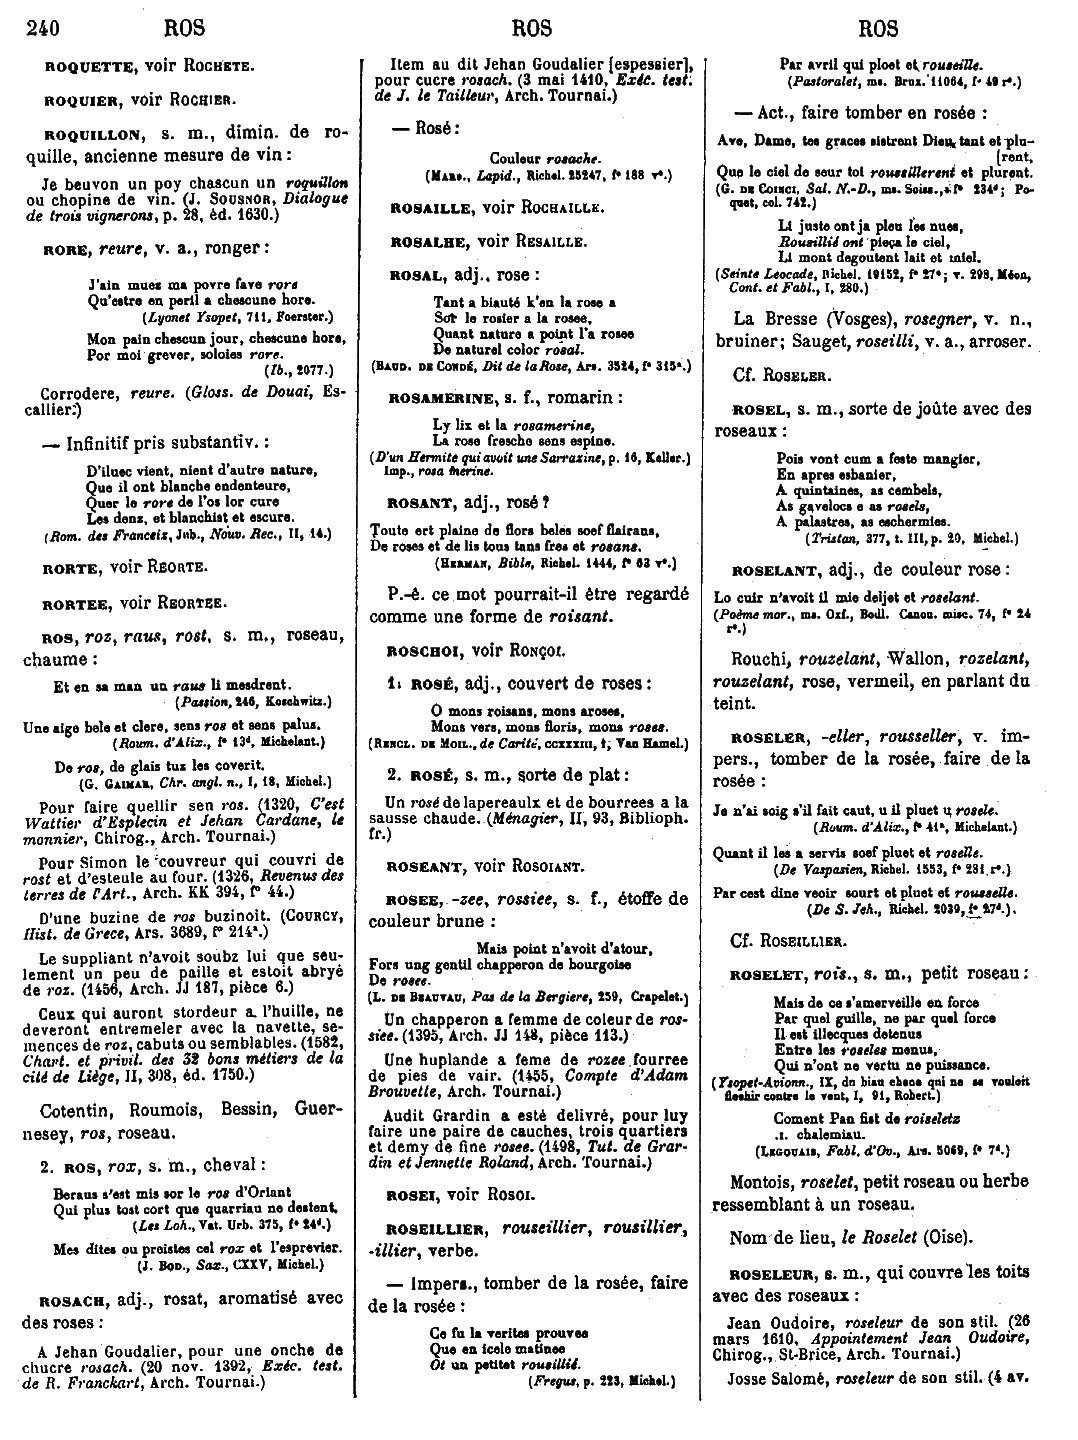 240 ROS ROS ROS
ROQUETTE, voir ROCHETE.
ROQUIER, voir ROCHIER.
ROQUILLON, s. m., dimin. de ro-
quille, ancienne mesure de vin :
Je beuvon un poy chascun un roquillon
ou chopine de vin. (J. SOUSNOR, Dialogue
de trois vignerons, p. 28, éd. 1630.)
RORE, reure, v. a., ronger :
J'ain muez ma povre fave rore
Qu'estre en peril a chescune hore.
(Lyonet Ysopet, 711, Foerster.)
Mon pain chescun jour, chescune hore,
Por moi grever, soloies rore.
(Ib., 2077.)
Corrodere, reure. (Gloss. de Douai, Es-
callier.)
— Infinitif pris substantiv. :
D'iluec vient, nient d'autre nature,
Que il ont blanche endenteure,
Quer le rore de l'os lor cure
Les denz, et blanchist et escure.
(Rom. des Franceix, Jub., Nouv. Rec., II, 14.)
RORTE, voir REORTE.
RORTEE, voir REORTEE.
ROS, roz, raus, rost, s. m., roseau,
chaume :
Et en sa man un raus li mesdrent.
(Passion, 246, Koschwitz.)
Une aige bele et clere, sens ros et sens palus.
(Roum. d'Alix., f° 13ᵈ, Michelant.)
De ros, de glais tuz les coverit.
(G. GAIMAR, Chr. angl. n., I, 18, Michel.)
Pour faire quellir sen ros. (1320, C'est
Wattier d'Esplecin et Jehan Cardane, le
monnier, Chirog., Arch. Tournai.)
Pour Simon le couvreur qui couvri de
rost et d'esteule au four. (1326, Revenus des
terres de l'Art., Arch. KK 394, f° 44.)
D'une buzine de ros buzinoit. (COURCY,
Hist. de Grece, Ars. 3689, f° 214ᵃ.)
Le suppliant n'avoit soubz lui que seu-
lement un peu de paille et estoit abryé
de roz. (1456, Arch. JJ 187, pièce 6.)
Ceux qui auront stordeur a l'huille, ne
deveront entremeler avec la navette, se-
mences de roz, cabuts ou semblables. (1582,
Chart. et privil. des 32 bons métiers de la
cité de Liège, II, 308, éd. 1750.)
Cotentin, Roumois, Bessin, Guer-
nesey, ros, roseau.
2. ROS, rox, s. m., cheval :
Beraus s'est mis sor le ros d'Oriant
Qui plus tost cort que quarriau ne destent.
(Les Loh., Vat. Urb. 375, f° 24ᵈ.)
Mes dites ou preistes cel rox et l'esprevier.
(J. BOD., Sax., CXXV, Michel.)
ROSACH, adj., rosat, aromatisé avec
des roses :
A Jehan Goudalier, pour une onche de
chucre rosach. (20 nov. 1392, Exéc. test.
de R. Franckart, Arch. Tournai.)
Item au dit Jehan Goudalier [espessier],
pour cucre rosach. (3 mai 1410, Exéc. test.
de J. le Tailleur, Arch. Tournai.)
— Rosé :
Couleur rosache.
(MARB., Lapid., Richel. 25247, f° 188 v°.)
ROSAILLE, voir ROCHAILLE.
ROSALHE, voir RESAILLE.
ROSAL, adj., rose :
Tant a biauté k'en la rose a
Sor le rosier a la rosee,
Quant nature a point l'a rosee
De naturel color rosal.
(BAUD. DE CONDÉ, Dit de la Rose, Ars. 3524, f° 315ᵃ.)
ROSAMERINE, s. f., romarin :
Ly lix et la rosamerine,
La rose fresche sens espine.
(D'un Hermite qui avoit une Sarrazine, p. 16, Keller.)
Imp., rosa merine.
ROSANT, adj., rosé ?
Toute ert plaine de flors beles soef flairans,
De roses et de lis tous tans fres et rosans.
(HERMAN, Bible, Richel. 1444, f° 63 v°.)
P.-ê. ce mot pourrait-il être regardé
comme une forme de roisant.
ROSCHOI, voir RONÇOI.
1. ROSÉ, adj., couvert de roses :
O mons roisans, mons aroses,
Mons vers, mons floris, mons roses.
(RENCL. DE MOIL., de Carité, CCXXXIII, 1; Van Hamel.)
2. ROSÉ, s. m., sorte de plat :
Un rosé de lapereaulx et de bourrees a la
sausse chaude. (Ménagier, II, 93, Biblioph.
fr.)
ROSEANT, voir ROSOIANT.
ROSEE, -zee, rossiee, s. f., étoffe de
couleur brune :
Mais point n'avoit d'atour,
Fors ung gentil chapperon de bourgoise
De rosee.
(L. DE BEAUVAU, Pas de la Bergiere, 259, Crapelet.)
Un chapperon a femme de coleur de ros-
siee. (1395, Arch. JJ 148, pièce 113.)
Une huplande a feme de rozee fourree
de pies de vair. (1455, Compte d'Adam
Brouvette, Arch. Tournai.)
Audit Grardin a esté delivré, pour luy
faire une paire de cauches, trois quartiers
et demy de fine rosee. (1498, Tut. de Grar-
din et Jennette Roland, Arch. Tournai.)
ROSEI, voir ROSOI.
ROSEILLIER, rouseillier, rousillier,
-illier, verbe.
— Impers., tomber de la rosée, faire
de la rosée :
Ce fu la verites prouvee
Que en icele matinee
Ot un petitet rousillié.
(Fregus, p. 223, Michel.)
Par avril qui ploet et rouseille.
(Pastoralet, ms. Brux. 11064, f° 49 r°.)
— Act., faire tomber en rosée :
Ave, Dame, tes graces sistrent Dieu tant et plu-
[rent,
Que le ciel de seur toi rousillerent et plurent.
(G. DE COINCI, Sal. N.-D., ms. Soiss., f° 234ᵈ; Po-
quet, col. 742.)
Li juste ont ja pleu les nues,
Rousillié ont pieça le ciel,
Li mont degoutent lait et miel.
(Seinte Leocade, Richel. 19152, f° 27ᵃ; v. 298, Méon,
Cont. et Fabl., I, 280.)
La Bresse (Vosges), rosegner, v. n.,
bruiner; Sauget, roseilli, v. a., arroser.
Cf. ROSELER.
ROSEL, s. m., sorte de joûte avec des
roseaux :
Pois vont cum a feste mangier,
En apres esbanier,
A quintaines, as cembels,
As gavelocs e as rosels,
A palastres, as eschermies.
(Tristan, 377, t. III, p. 20, Michel.)
ROSELANT, adj., de couleur rose :
Lo cuir n'avoit il mie deljet et roselant.
(Poème mor., ms. Oxf., Bodl. Canon. misc. 74, f° 24
r°.)
Rouchi, rouzelant, Wallon, rozelant,
rouzelant, rose, vermeil, en parlant du
teint.
ROSELER, -eller, rousseller, v. im-
pers., tomber de la rosée, faire de la
rosée :
Je n'ai soig s'il fait caut, u il pluet u rosele.
(Roum. d'Alix., f° 41ᵃ, Michelant.)
Quant il les a servis soef pluet et roselle.
(De Vaspasien, Richel. 1553, f° 281 r°.)
Par cest dine veoir sourt et pluet et rousselle.
(De S. Jeh., Richel. 2039, f° 27ᵈ.)
Cf. ROSEILLIER.
ROSELET, rois., s. m., petit roseau :
Mais de ce s'amerveille en force
Par quel guille, ne par quel force
Il est illecques detenus
Entre les roseles menus,
Qui n'ont ne vertu ne puissance.
(Ysopet-Avionn., IX, du biau chene qui ne se vouloit
fleschir contre le vent, I, 91, Robert.)
Coment Pan fist de roiseletz
.I. chalemiau.
(LEGOUAIS, Fabl. d'Ov., Ars. 5069, f° 7ᵈ.)
Montois, roselet, petit roseau ou herbe
ressemblant à un roseau.
Nom de lieu, le Roselet (Oise).
ROSELEUR, s. m., qui couvre les toits
avec des roseaux :
Jean Oudoire, roseleur de son stil. (26
mars 1610, Appointement Jean Oudoire,
Chirog., St-Brice, Arch. Tournai.)
Josse Salomé, roseleur de son stil. (4 av.